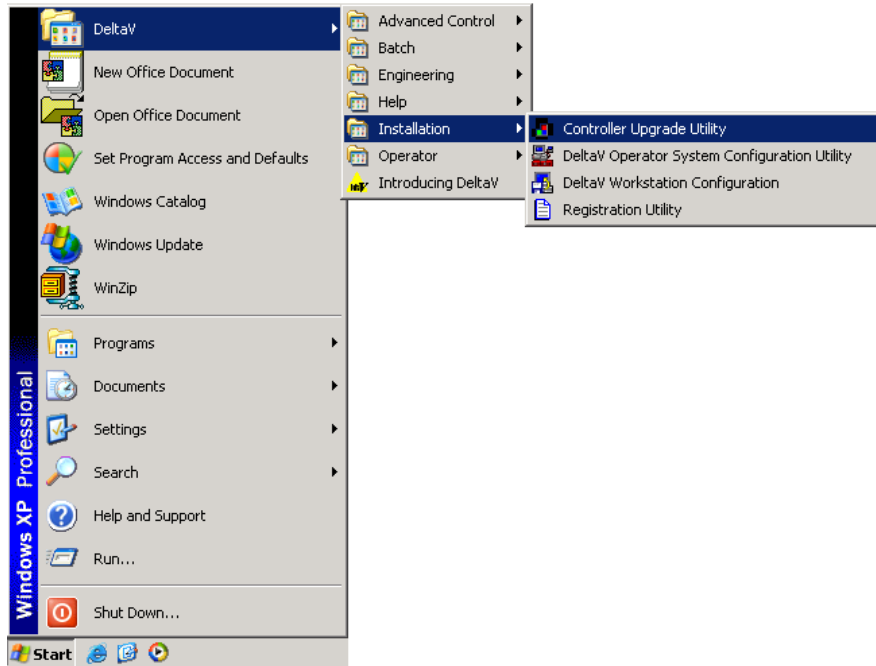 DeltaV
New Office Document
Open Office Document
Set Program Access and Defaults
Windows Catalog
Windows Update
WinZip
Programs
Documents
Settings
Search
Help and Support
Run...
Shut Down...
Windows XP Professional
Start
Advanced Control
Batch
Engineering
Help
Installation
Operator
Introducing DeltaV
Controller Upgrade Utility
DeltaV Operator System Configuration Utility
DeltaV Workstation Configuration
Registration Utility